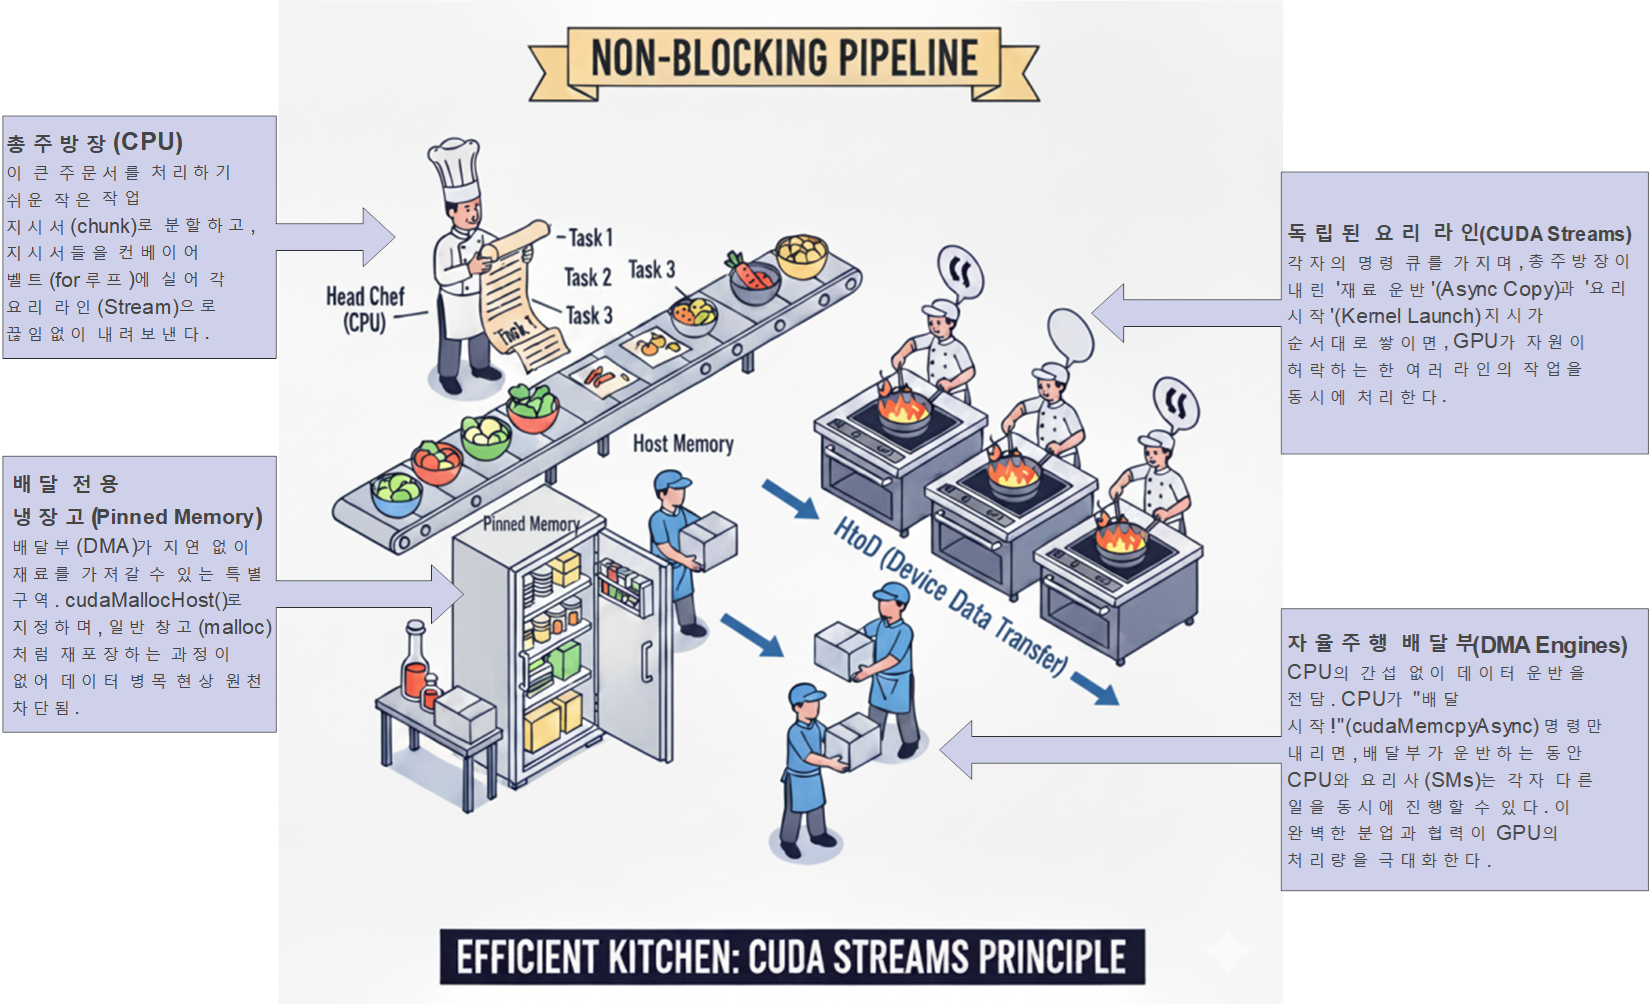 NON-BLOCKING PIPELINE
총주방장(CPU)
이 큰 주문서를 처리하기
쉬운 작은 작업
지시서(chunk)로 분할하고,
지시서들을 컨베이어
벨트(for루프)에 실어 각
요리 라인(Stream)으로
끊임없이 내려보낸다.
Head Chef
(CPU)
Task 1
Task 2
Task 3
Task 3
Task 1
독립된 요리 라인(CUDA Streams)
각자의 명령 큐를 가지며,총주방장이
내린 '재료 운반'(Async Copy)과 '요리
시작'(Kernel Launch)지시가
순서대로 쌓이면,GPU가 자원이
허락하는 한 여러 라인의 작업을
동시에 처리한다.
배달 전용
냉장고(Pinned Memory)
배달부(DMA)가 지연 없이
재료를 가져갈 수 있는 특별
구역.cudaMallocHost()로
지정하며,일반 창고(malloc)
처럼 재포장하는 과정이
없어 데이터 병목현상 원천
차단됨.
Host Memory
Pinned Memory
HtoD (Device Data Transfer)
자율주행 배달부(DMA Engines)
CPU의 간섭 없이 데이터 운반을
전담.CPU가 "배달
시작!"(cudaMemcpyAsync)명령만
내리면,배달부가 운반하는 동안
CPU와 요리사(SMs)는 각자 다른
일을 동시에 진행할 수 있다.이
완벽한 분업과 협력이 GPU의
처리량을 극대화한다.
EFFICIENT KITCHEN: CUDA STREAMS PRINCIPLE